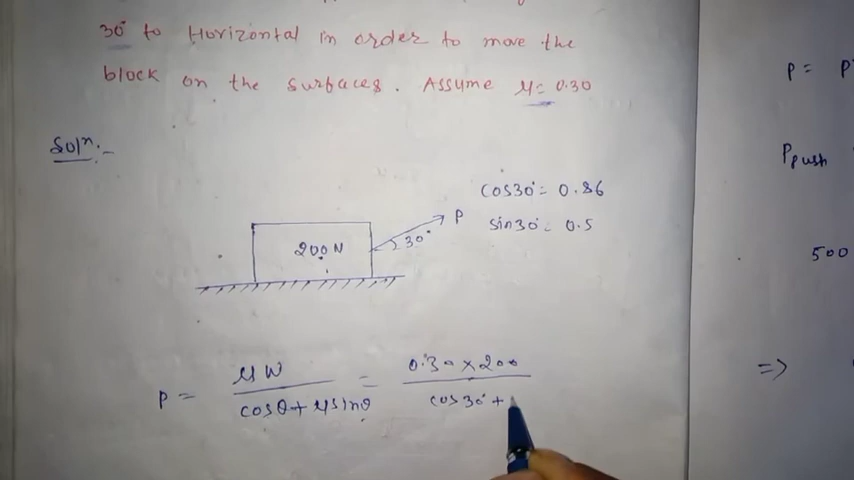 30° to Horizontal in order to move the
block on the surfaces. Assume μ= 0.30
Solⁿ:-
cos30°= 0.86
sin30°= 0.5
P
30°
200 N
P = μW / cosθ + μsinθ = 0.30 × 200 / cos30° +
P =
P push
500
=>